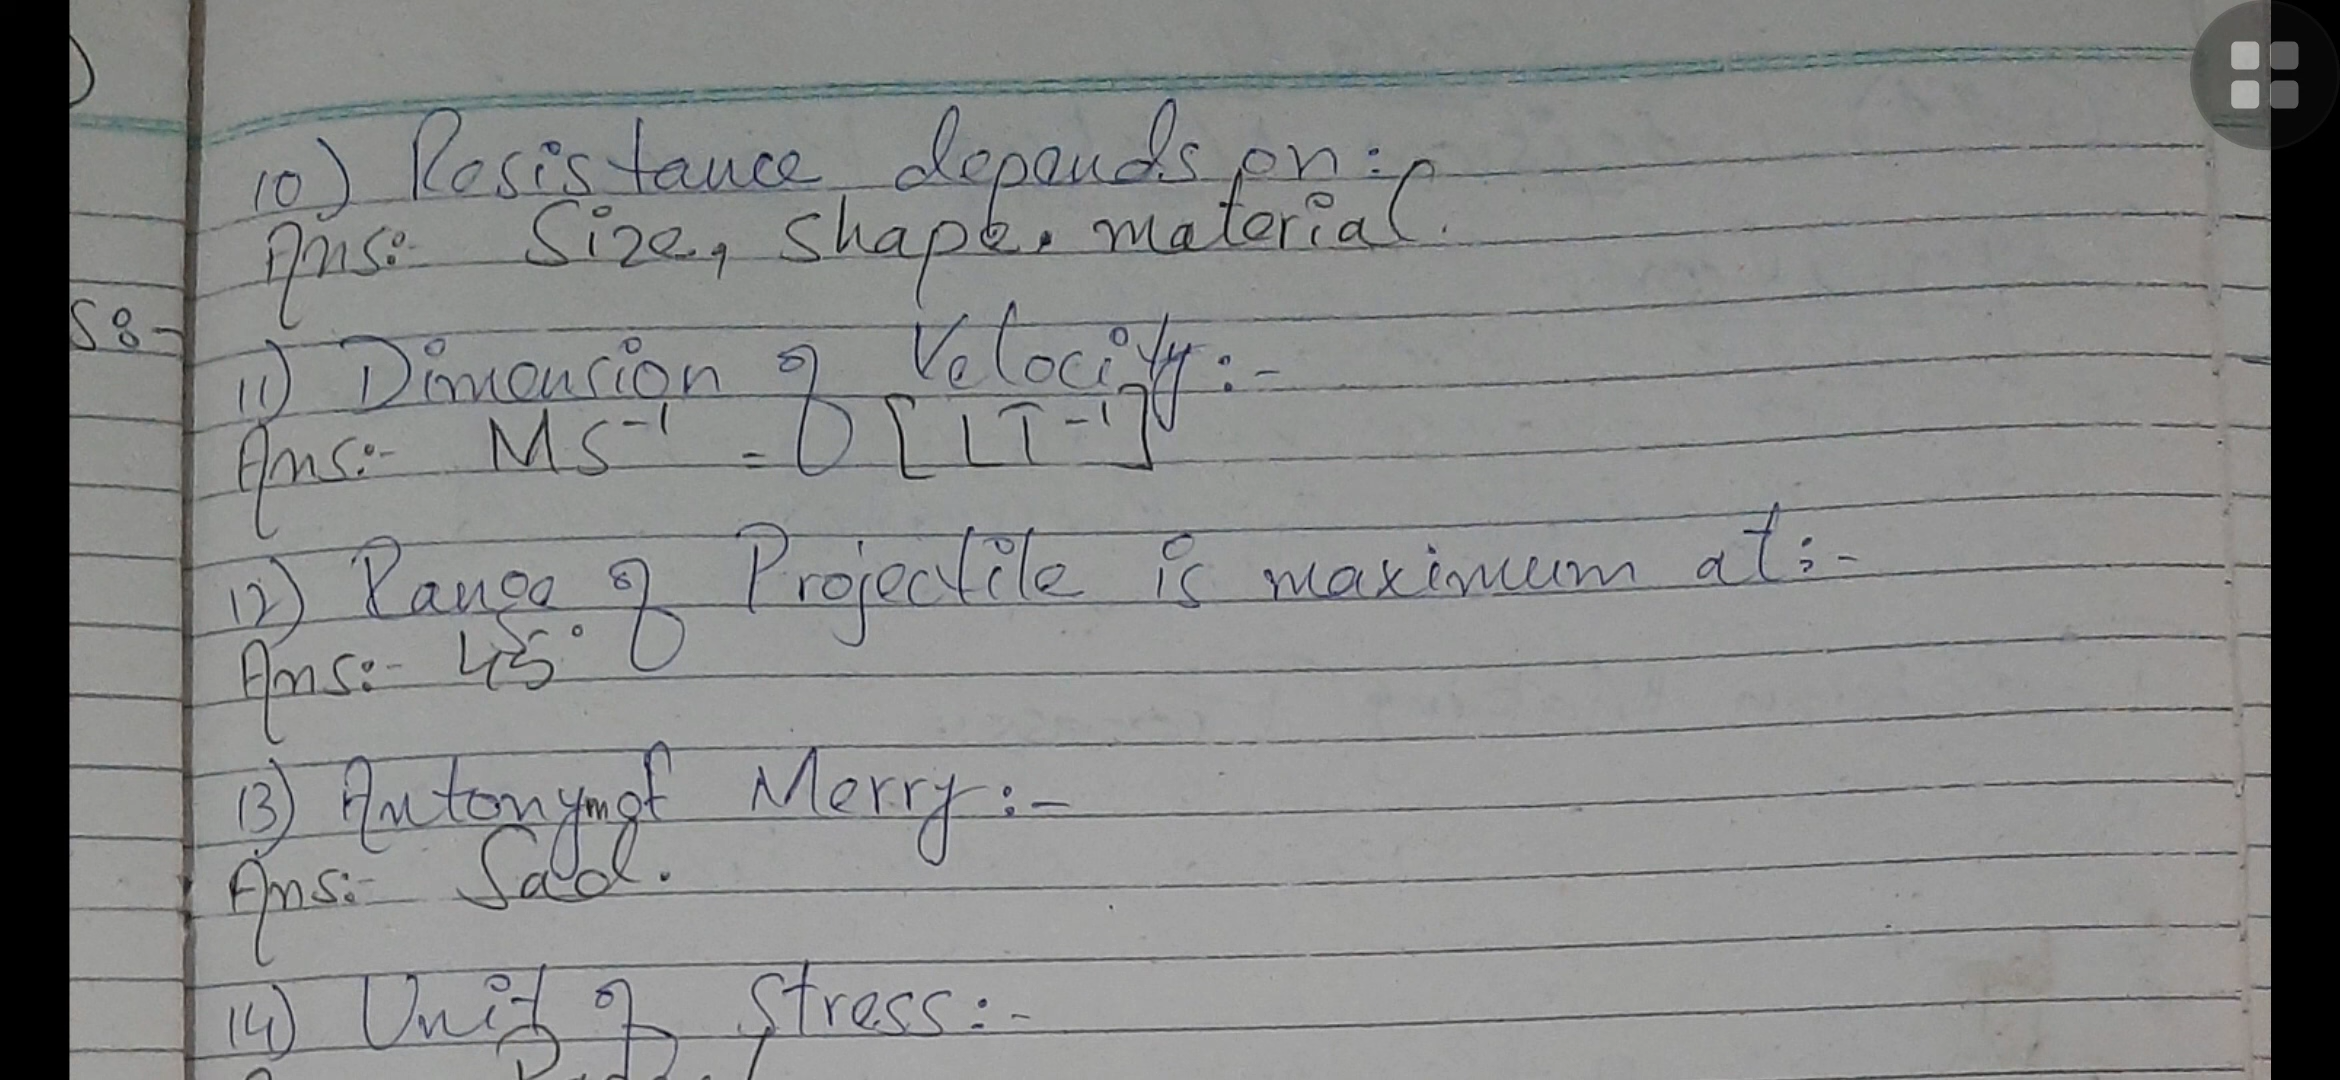 S8-
10) Resistance depends on:-
Ans:- Size, shape, material.
11) Dimension of Velocity:-
Ans:- MS⁻¹ = [LT⁻¹]
12) Range of Projectile is maximum at:-
Ans:- 45°
13) Antonym of Merry:-
Ans:- Sad.
14) Unit of Stress:-